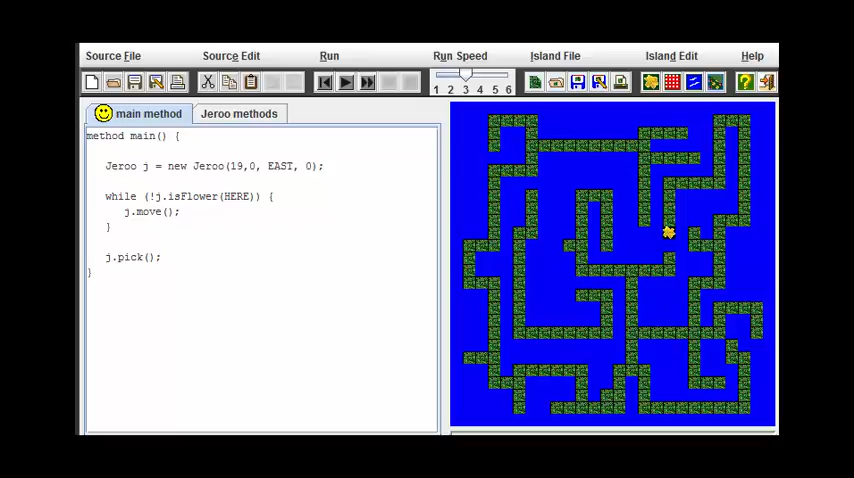 Source File Source Edit Run Run Speed Island File Island Edit Help
1 2 3 4 5 6
main method Jeroo methods
method main() {
Jeroo j = new Jeroo(19,0, EAST, 0);
while (!j.isFlower(HERE)) {
j.move();
}
j.pick();
}